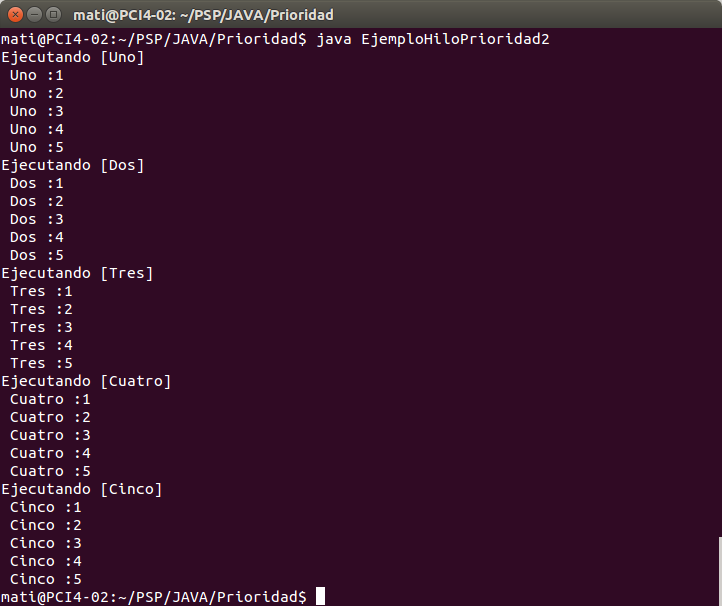 mati@PCI4-02: ~/PSP/JAVA/Prioridad
mati@PCI4-02:~/PSP/JAVA/Prioridad$ java EjemploHiloPrioridad2
Ejecutando [Uno]
 Uno :1
 Uno :2
 Uno :3
 Uno :4
 Uno :5
Ejecutando [Dos]
 Dos :1
 Dos :2
 Dos :3
 Dos :4
 Dos :5
Ejecutando [Tres]
 Tres :1
 Tres :2
 Tres :3
 Tres :4
 Tres :5
Ejecutando [Cuatro]
 Cuatro :1
 Cuatro :2
 Cuatro :3
 Cuatro :4
 Cuatro :5
Ejecutando [Cinco]
 Cinco :1
 Cinco :2
 Cinco :3
 Cinco :4
 Cinco :5
mati@PCI4-02:~/PSP/JAVA/Prioridad$